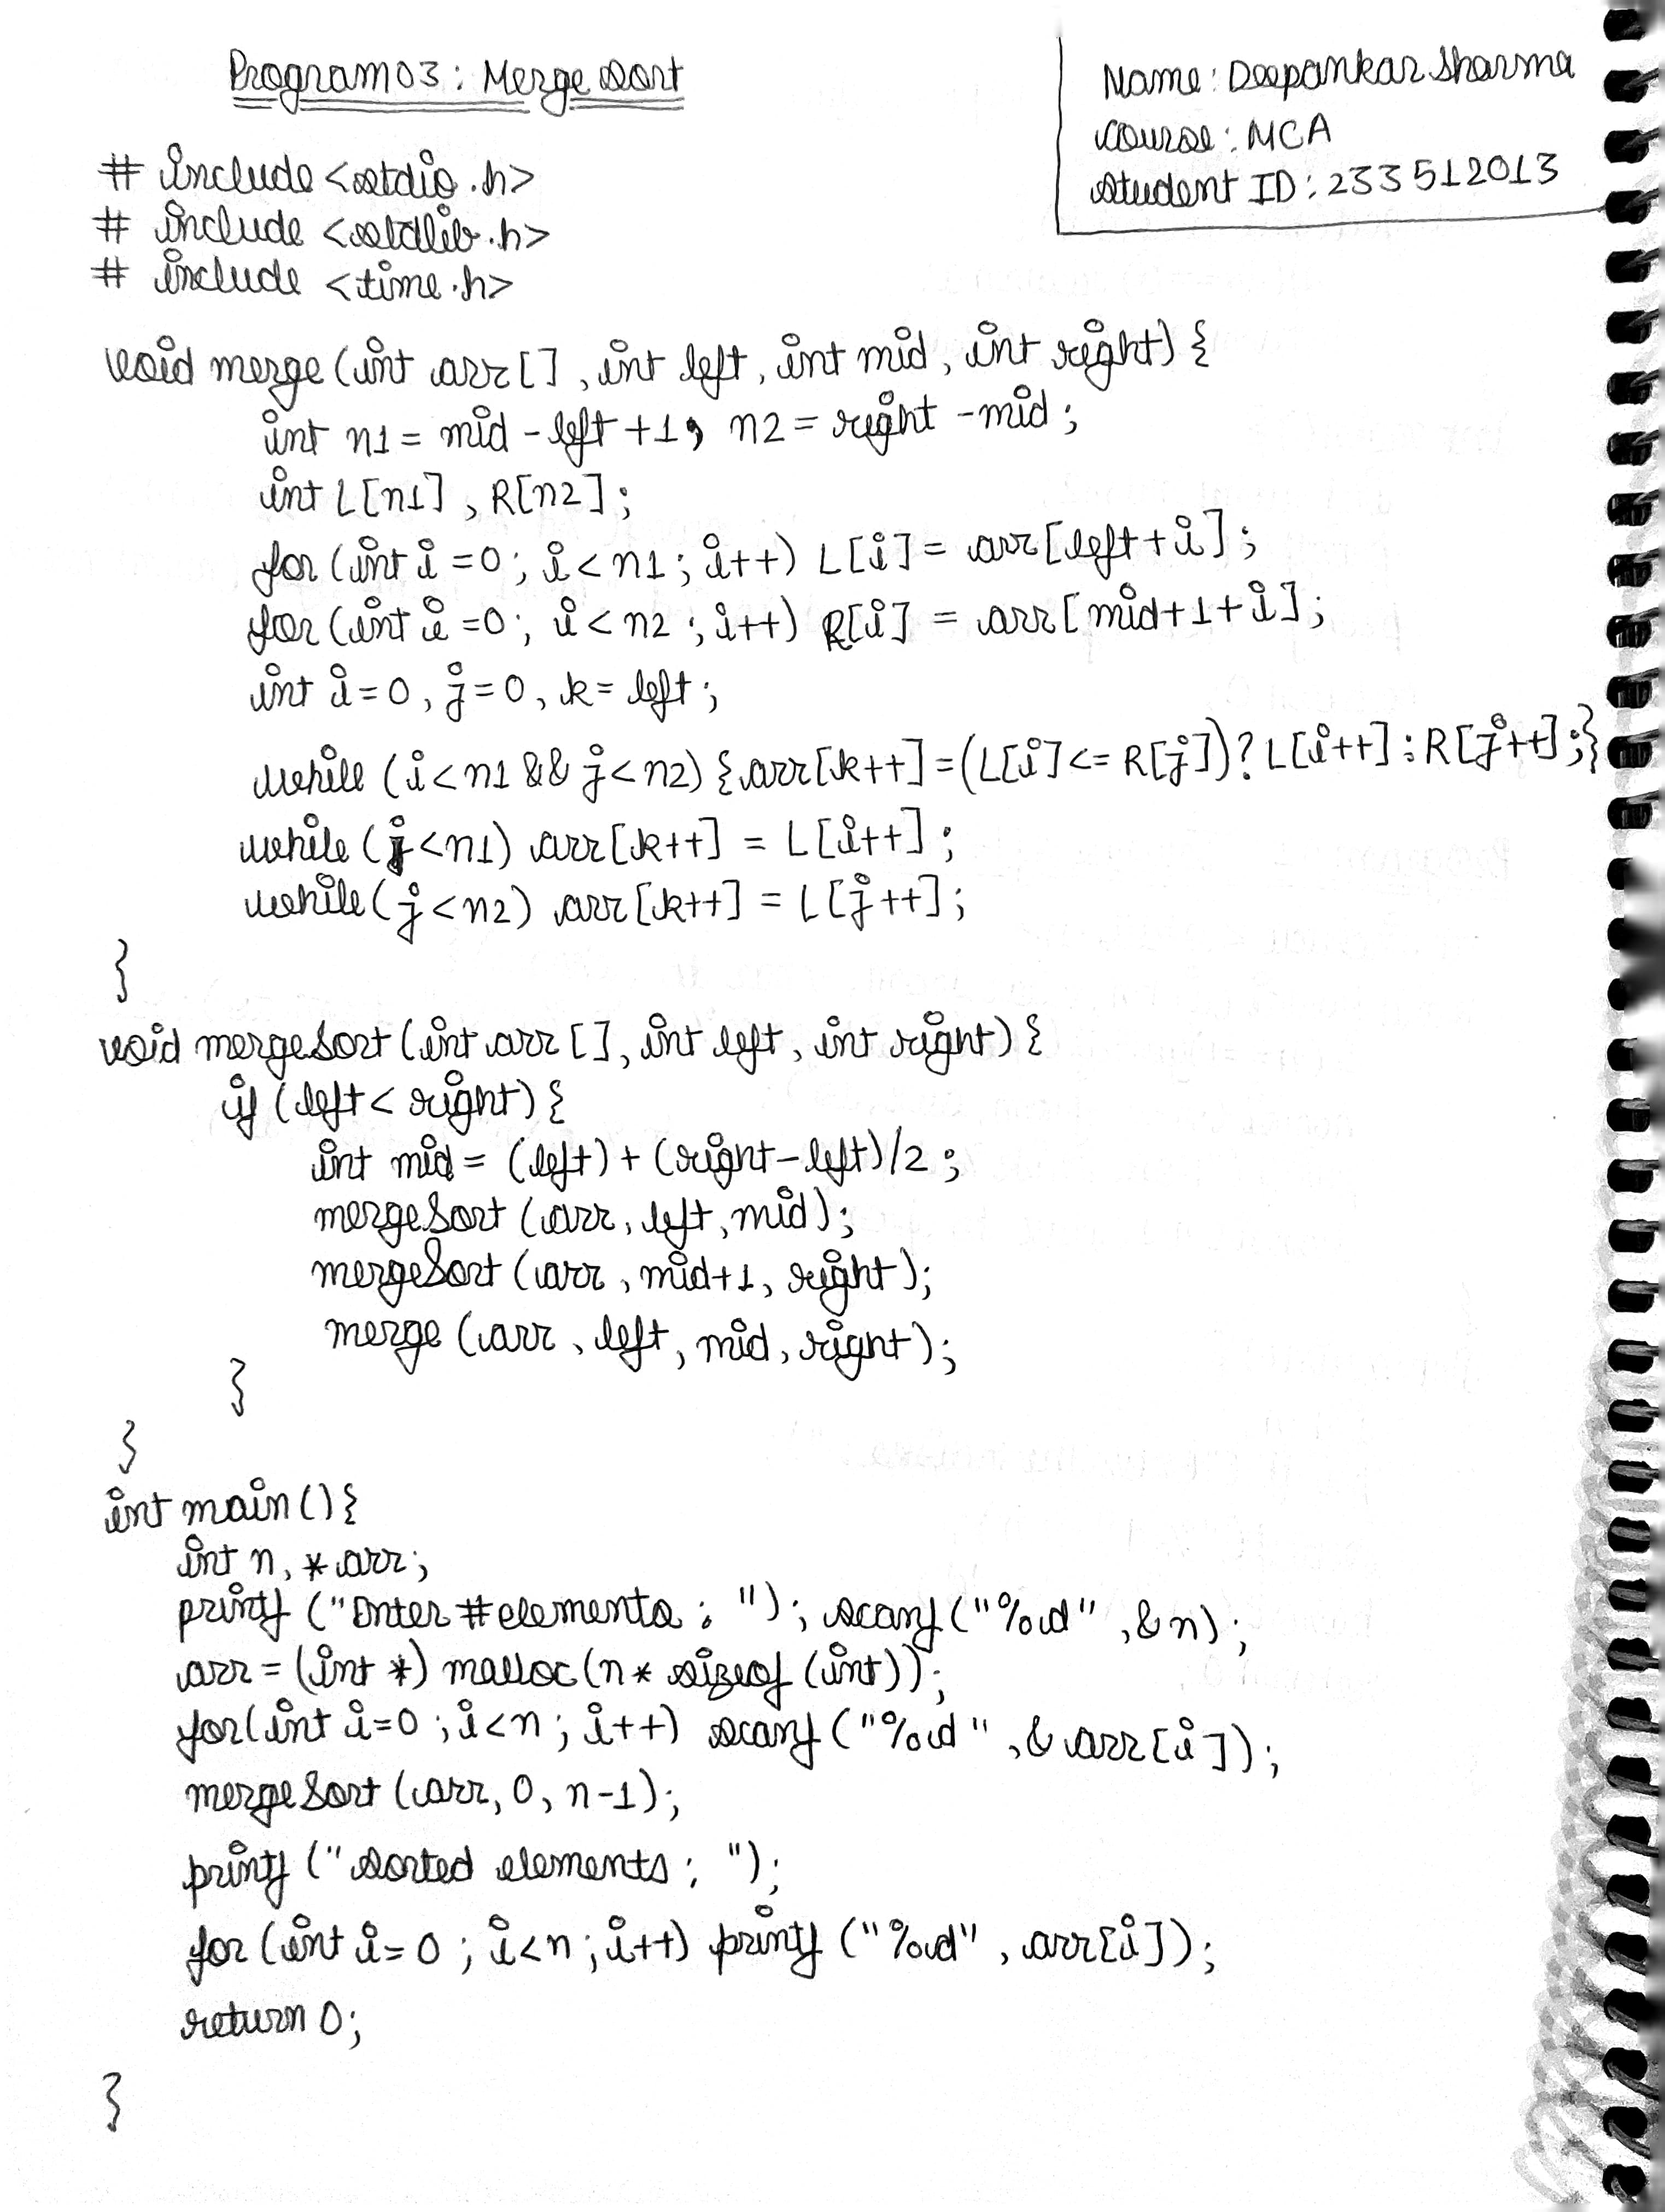 Program 03 : Merge Sort
Name : Deepankar Sharma
Course : MCA
Student ID : 233512013
# include <stdio.h>
# include <stdlib.h>
# include <time.h>
void merge (int arr[], int left, int mid, int right) {
int n1 = mid - left + 1, n2 = right - mid;
int L[n1], R[n2];
for (int i = 0; i < n1; i++) L[i] = arr[left+i];
for (int i = 0; i < n2; i++) R[i] = arr[mid+1+i];
int i = 0, j = 0, k = left;
while (i < n1 && j < n2) { arr[k++] = (L[i] <= R[j]) ? L[i++] : R[j++]; }
while (j < n1) arr[k++] = L[i++];
while (j < n2) arr[k++] = L[j++];
}
void mergeSort (int arr[], int left, int right) {
if (left < right) {
int mid = (left) + (right-left)/2;
mergeSort (arr, left, mid);
mergeSort (arr, mid+1, right);
merge (arr, left, mid, right);
}
}
int main () {
int n, * arr;
printf ("Enter #elements : "); scanf ("%d", &n);
arr = (int *) malloc (n * sizeof (int));
for (int i=0; i<n; i++) scanf ("%d", & arr[i]);
mergeSort (arr, 0, n-1);
printf ("Sorted elements : ");
for (int i = 0; i<n; i++) printf ("%d", arr[i]);
return 0;
}